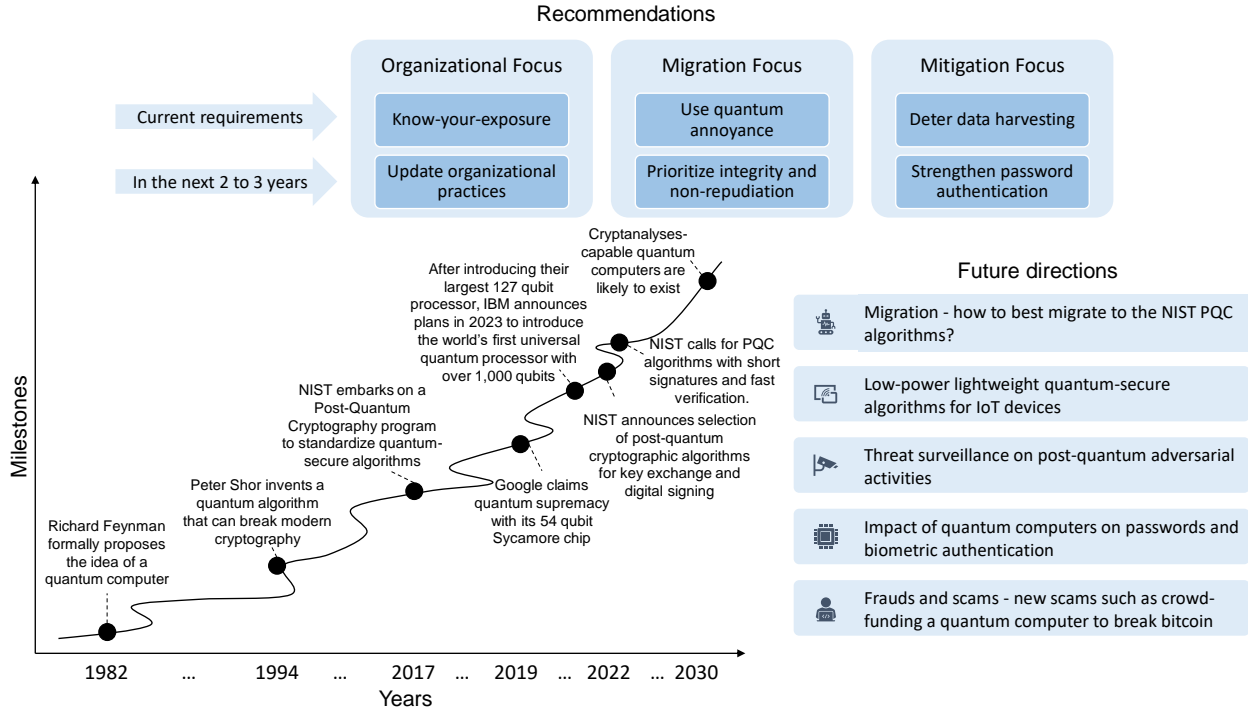 Recommendations
Organizational Focus
Migration Focus
Mitigation Focus
Current requirements
Know-your-exposure
Use quantum
annoyance
Deter data harvesting
In the next 2 to 3 years
Update organizational
practices
Prioritize integrity and
non-repudiation
Strengthen password
authentication
Milestones
Richard Feynman
formally proposes
the idea of a
quantum computer
Peter Shor invents a
quantum algorithm
that can break modern
cryptography
NIST embarks on a
Post-Quantum
Cryptography program
to standardize quantum-
secure algorithms
Google claims
quantum supremacy
with its 54 qubit
Sycamore chip
After introducing their
largest 127 qubit
processor, IBM announces
plans in 2023 to introduce
the world's first universal
quantum processor with
over 1,000 qubits
NIST announces selection
of post-quantum
cryptographic algorithms
for key exchange and
digital signing
NIST calls for PQC
algorithms with short
signatures and fast
verification.
Cryptanalyses-
capable quantum
computers are
likely to exist
1982 ... 1994 ... 2017 ... 2019 ... 2022 ... 2030
Years
Future directions
Migration - how to best migrate to the NIST PQC
algorithms?
Low-power lightweight quantum-secure
algorithms for IoT devices
Threat surveillance on post-quantum adversarial
activities
Impact of quantum computers on passwords and
biometric authentication
Frauds and scams - new scams such as crowd-
funding a quantum computer to break bitcoin